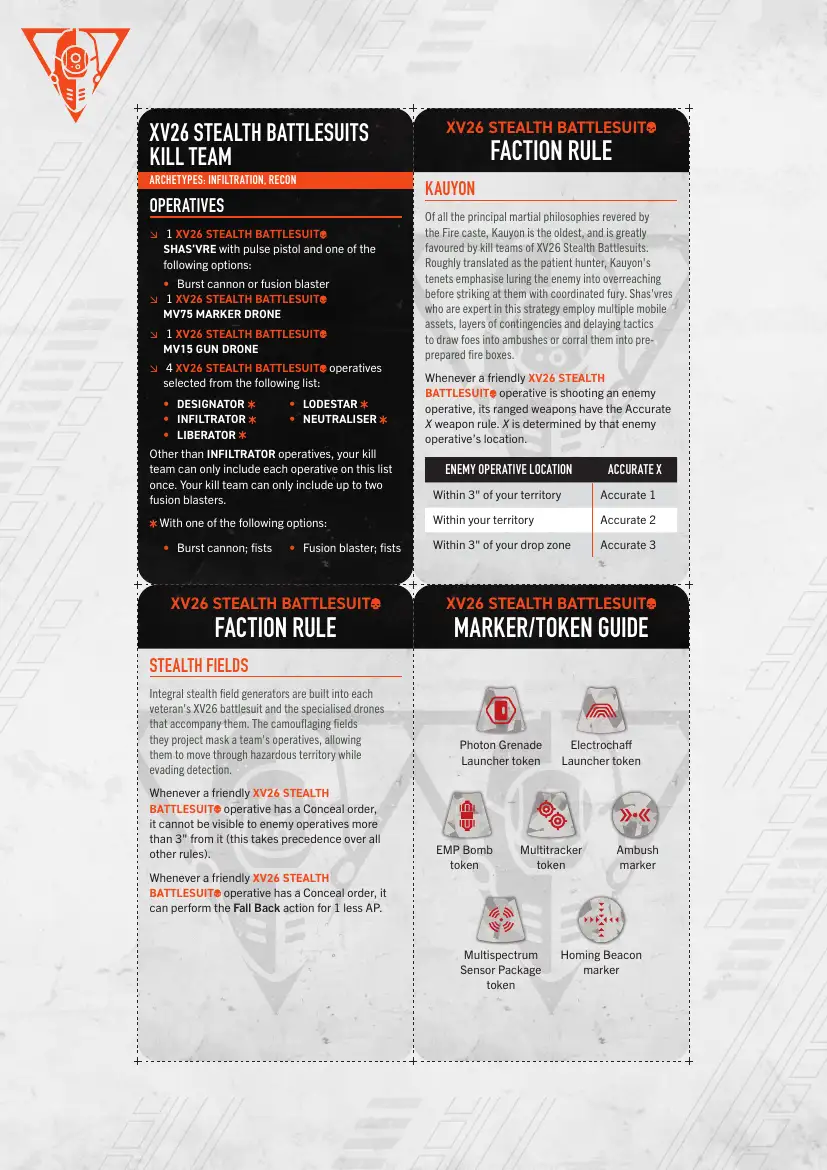 XV26 STEALTH BATTLESUITS
KILL TEAM
ARCHETYPES: INFILTRATION, RECON
OPERATIVES
↘ 1 XV26 STEALTH BATTLESUIT
SHAS'VRE with pulse pistol and one of the
following options:
• Burst cannon or fusion blaster
↘ 1 XV26 STEALTH BATTLESUIT
MV75 MARKER DRONE
↘ 1 XV26 STEALTH BATTLESUIT
MV15 GUN DRONE
↘ 4 XV26 STEALTH BATTLESUIT operatives
selected from the following list:
• DESIGNATOR * • LODESTAR *
• INFILTRATOR * • NEUTRALISER *
• LIBERATOR *
Other than INFILTRATOR operatives, your kill
team can only include each operative on this list
once. Your kill team can only include up to two
fusion blasters.
* With one of the following options:
• Burst cannon; fists • Fusion blaster; fists
XV26 STEALTH BATTLESUIT
FACTION RULE
KAUYON
Of all the principal martial philosophies revered by
the Fire caste, Kauyon is the oldest, and is greatly
favoured by kill teams of XV26 Stealth Battlesuits.
Roughly translated as the patient hunter, Kauyon's
tenets emphasise luring the enemy into overreaching
before striking at them with coordinated fury. Shas'vres
who are expert in this strategy employ multiple mobile
assets, layers of contingencies and delaying tactics
to draw foes into ambushes or corral them into pre-
prepared fire boxes.
Whenever a friendly XV26 STEALTH
BATTLESUIT operative is shooting an enemy
operative, its ranged weapons have the Accurate
X weapon rule. X is determined by that enemy
operative's location.
ENEMY OPERATIVE LOCATION ACCURATE X
Within 3" of your territory Accurate 1
Within your territory Accurate 2
Within 3" of your drop zone Accurate 3
XV26 STEALTH BATTLESUIT
FACTION RULE
STEALTH FIELDS
Integral stealth field generators are built into each
veteran's XV26 battlesuit and the specialised drones
that accompany them. The camouflaging fields
they project mask a team's operatives, allowing
them to move through hazardous territory while
evading detection.
Whenever a friendly XV26 STEALTH
BATTLESUIT operative has a Conceal order,
it cannot be visible to enemy operatives more
than 3" from it (this takes precedence over all
other rules).
Whenever a friendly XV26 STEALTH
BATTLESUIT operative has a Conceal order, it
can perform the Fall Back action for 1 less AP.
XV26 STEALTH BATTLESUIT
MARKER/TOKEN GUIDE
Photon Grenade
Launcher token
Electrochaff
Launcher token
EMP Bomb
token
Multitracker
token
Ambush
marker
Multispectrum
Sensor Package
token
Homing Beacon
marker